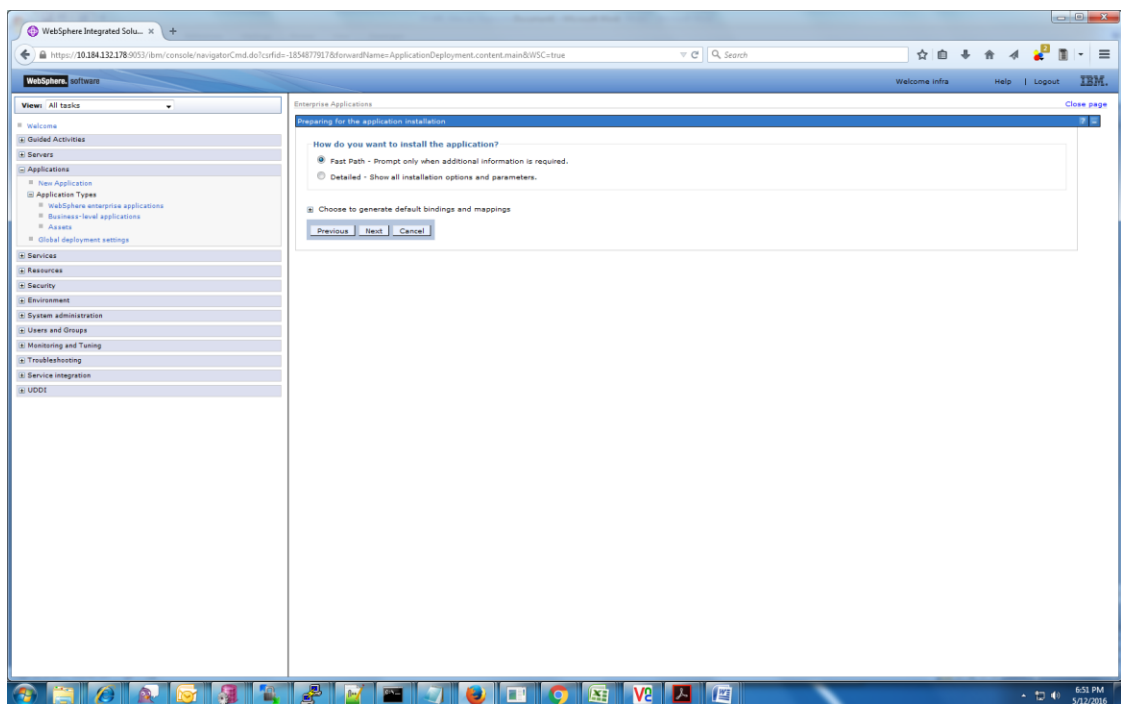 WebSphere Integrated Solu... × +
https://10.184.132.178:9053/ibm/console/navigatorCmd.do?csrfid=-1854877917&forwardName=ApplicationDeployment.content.main&WSC=true
Search
2
WebSphere. software
Welcome infra Help | Logout IBM.
View: All tasks
Welcome
Guided Activities
Servers
Applications
New Application
Application Types
WebSphere enterprise applications
Business-level applications
Assets
Global deployment settings
Services
Resources
Security
Environment
System administration
Users and Groups
Monitoring and Tuning
Troubleshooting
Service integration
UDDI
Enterprise Applications
Close page
Preparing for the application installation
? -
How do you want to install the application?
Fast Path - Prompt only when additional information is required.
Detailed - Show all installation options and parameters.
Choose to generate default bindings and mappings
Previous Next Cancel
6:51 PM
5/12/2016